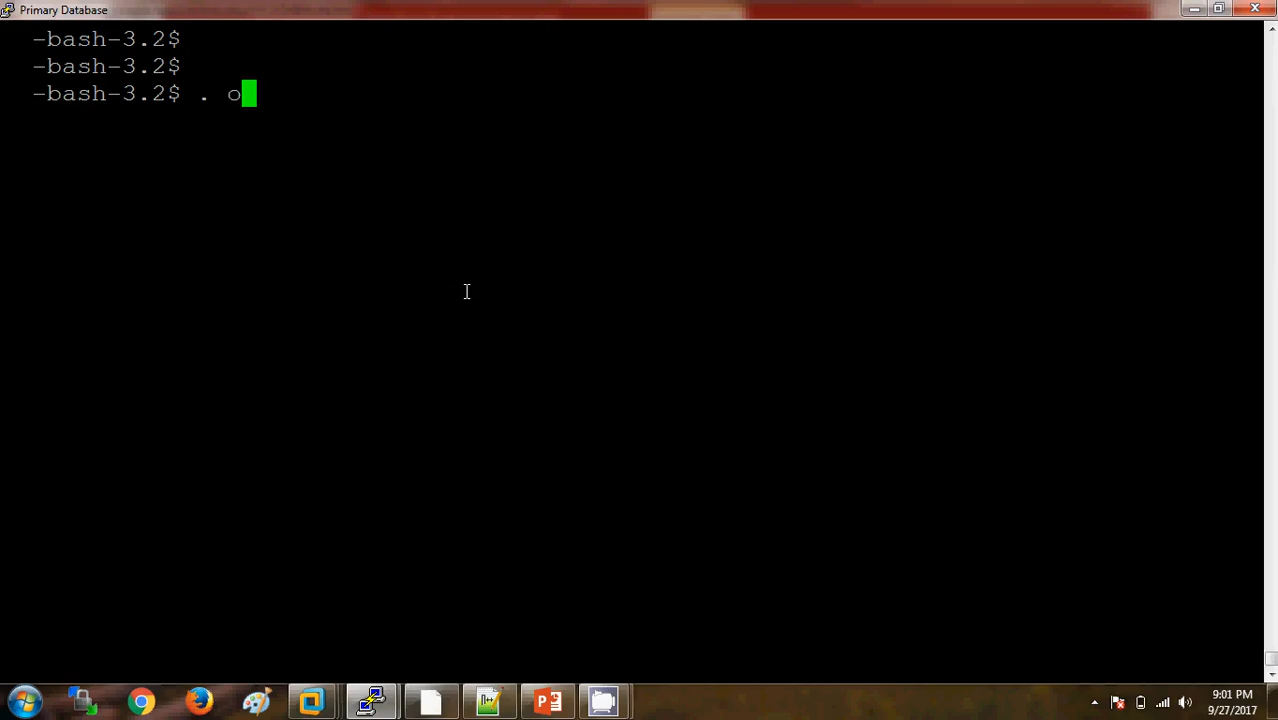 Primary Database
-bash-3.2$
-bash-3.2$
-bash-3.2$ . o
9:01 PM
9/27/2017